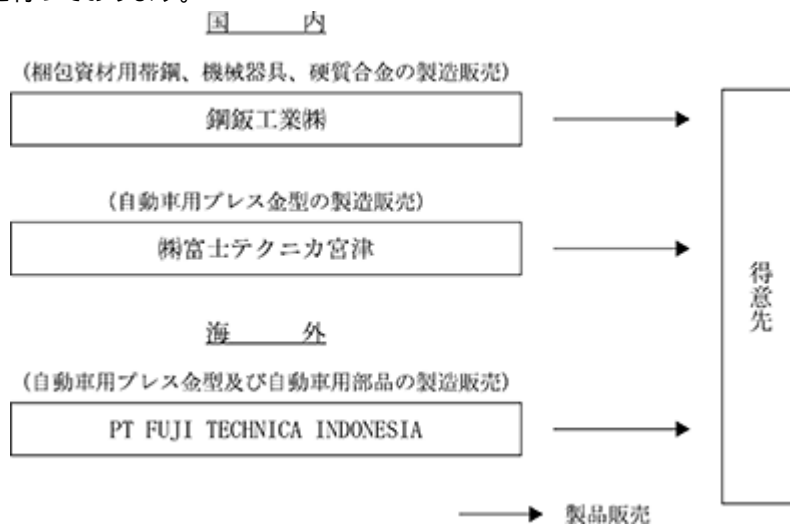 国　　内
(梱包資材用帯鋼、機械器具、硬質合金の製造販売)
鋼鈑工業㈱
(自動車用プレス金型の製造販売)
㈱富士テクニカ宮津
得意先
海　　外
(自動車用プレス金型及び自動車用部品の製造販売)
PT FUJI TECHNICA INDONESIA
製品販売